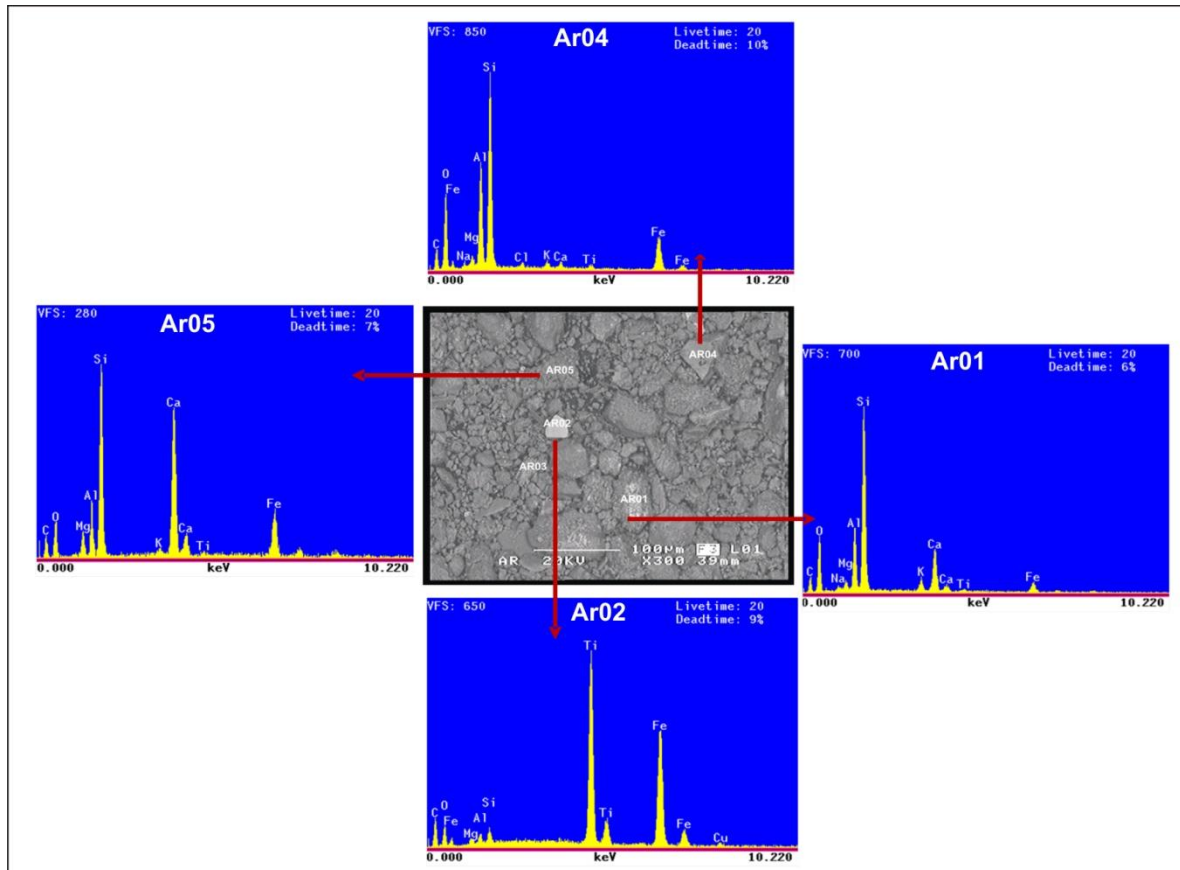 VFS: 850 Ar04 Livetime: 20
Deadtime: 10%
Si
Al
O
Fe
Mg
C Na Cl K Ca Ti Fe Fe
0.000 keV 10.220
VFS: 280 Ar05 Livetime: 20
Deadtime: 7%
Si
Ca
Al
Fe
O
C Mg Ca
K Ti
0.000 keV 10.220
AR04
AR05
AR02
AR03
AR01
100µm F3 L01
AR 20KV X300 39mm
VFS: 700 Ar01 Livetime: 20
Deadtime: 6%
Si
Al
O
Ca
Mg
C Na K Ca Ti Fe
0.000 keV 10.220
VFS: 650 Ar02 Livetime: 20
Deadtime: 9%
Ti
Fe
O Si
C Fe Al Ti
Mg Fe Cu
0.000 keV 10.220